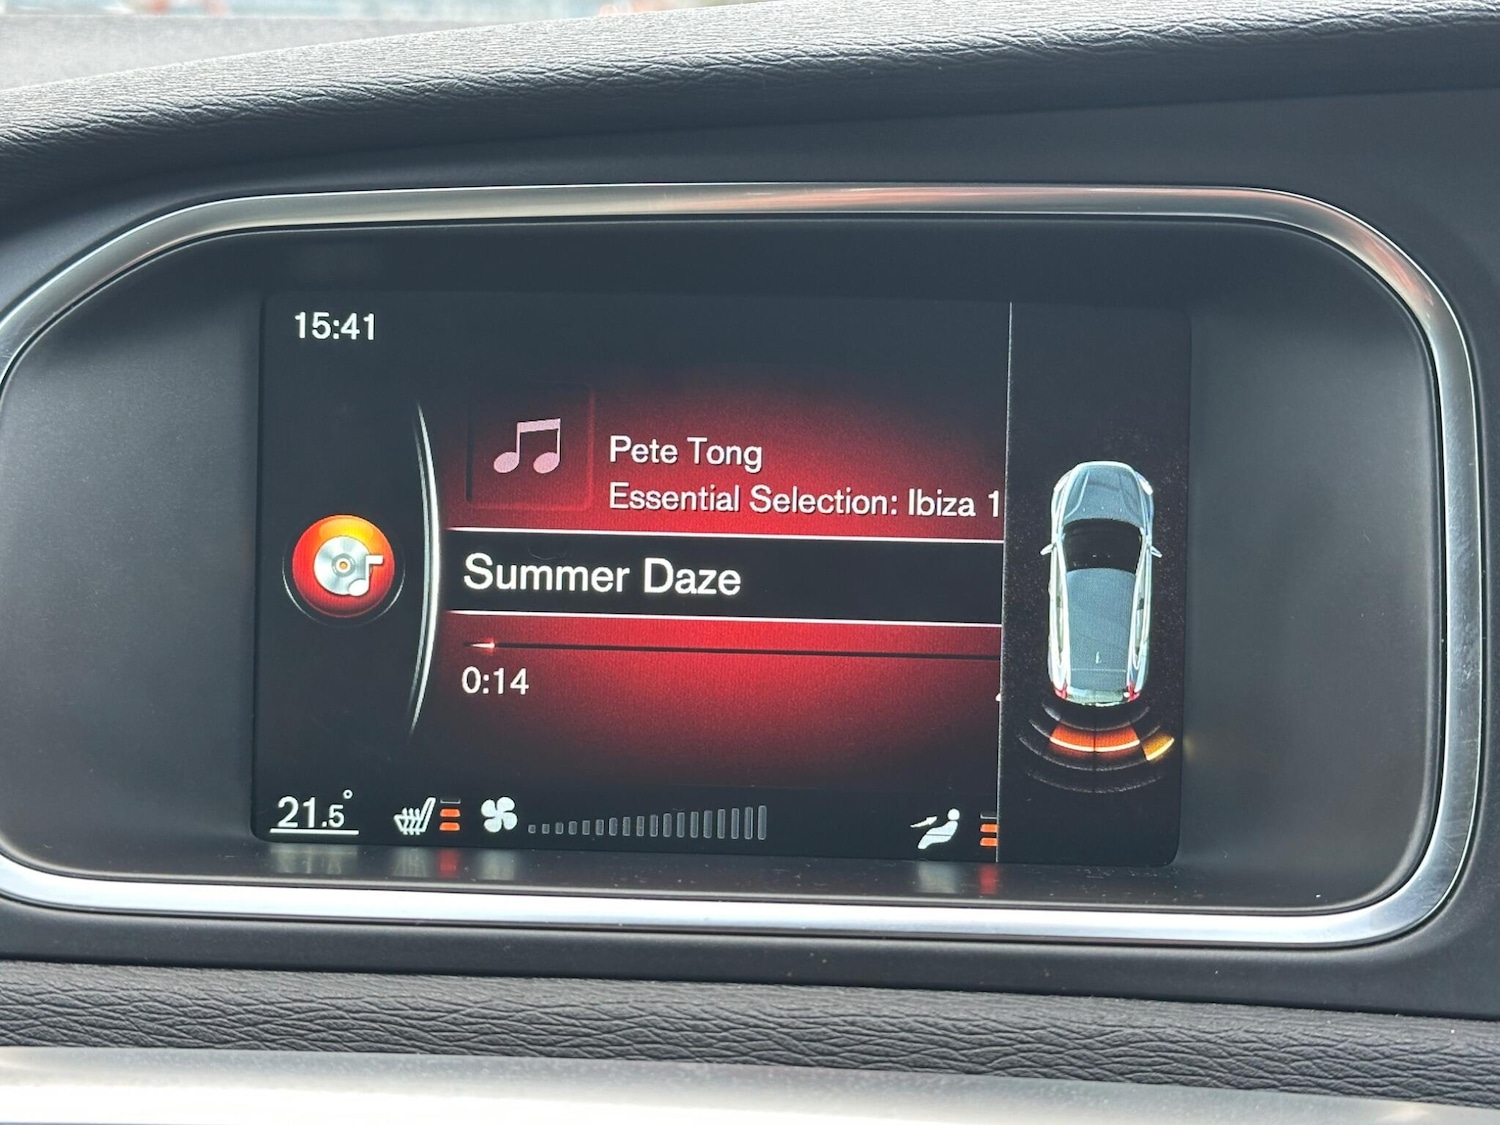 15:41
Pete Tong
Essential Selection: Ibiza 1
Summer Daze
0:14
21.5°